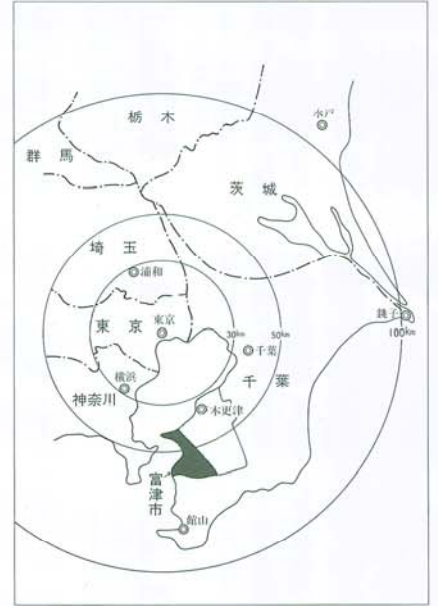 栃木
水戸
群馬
茨城
埼玉
浦和
東京
東京
30km
50km
銚子
100km
千葉
横浜
千葉
神奈川
木更津
富津市
館山